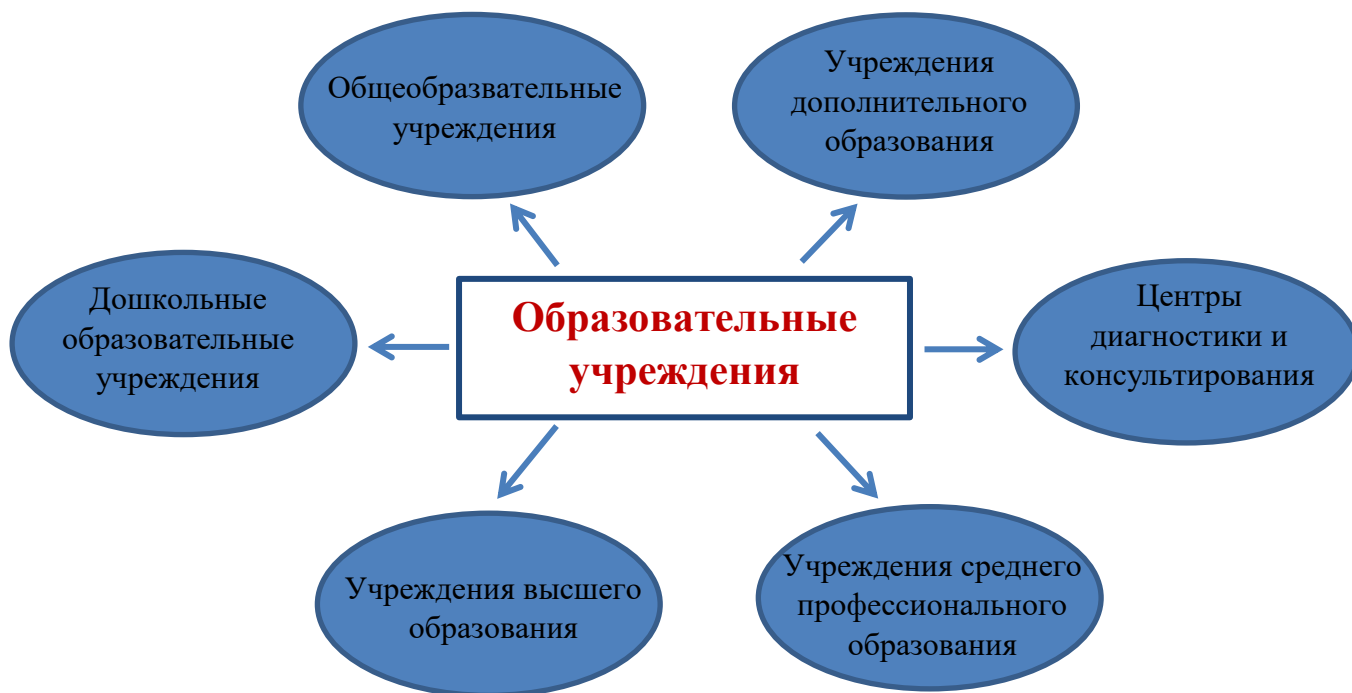 Общеобразвательные
учреждения
Учреждения
дополнительного
образования
Дошкольные
образовательные
учреждения
Образовательные
учреждения
Центры
диагностики и
консультирования
Учреждения высшего
образования
Учреждения среднего
профессионального
образования